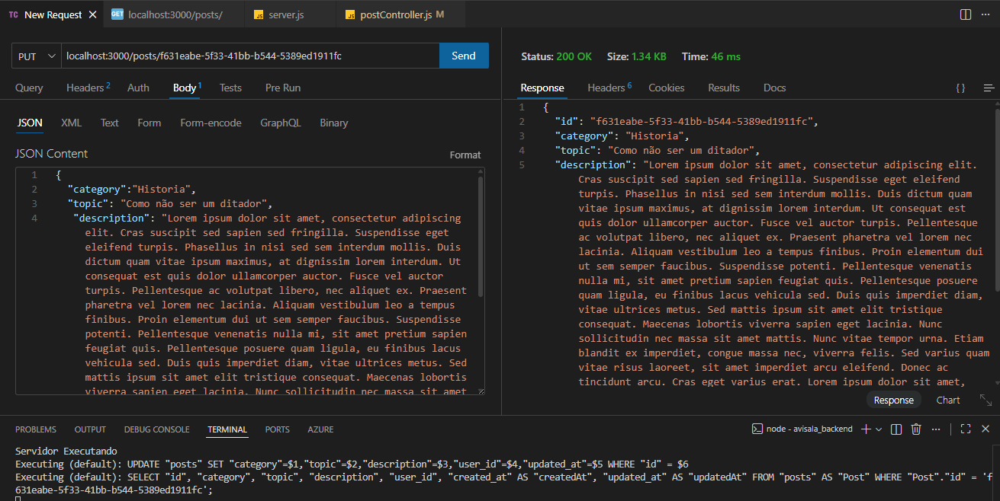 TC New Request
GET localhost:3000/posts/
JS server.js
JS postController.js M
PUT localhost:3000/posts/f631eabe-5f33-41bb-b544-5389ed1911fc Send
Query Headers 2 Auth Body 1 Tests Pre Run
JSON XML Text Form Form-encode GraphQL Binary
JSON Content Format
1 {
2 "category":"Historia",
3 "topic": "Como não ser um ditador",
4 "description": "Lorem ipsum dolor sit amet, consectetur adipiscing
elit. Cras suscipit sed sapien sed fringilla. Suspendisse eget
eleifend turpis. Phasellus in nisi sed sem interdum mollis. Duis
dictum quam vitae ipsum maximus, at dignissim lorem interdum. Ut
consequat est quis dolor ullamcorper auctor. Fusce vel auctor
turpis. Pellentesque ac volutpat libero, nec aliquet ex. Praesent
pharetra vel lorem nec lacinia. Aliquam vestibulum leo a tempus
finibus. Proin elementum dui ut sem semper faucibus. Suspendisse
potenti. Pellentesque venenatis nulla mi, sit amet pretium sapien
feugiat quis. Pellentesque posuere quam ligula, eu finibus lacus
vehicula sed. Duis quis imperdiet diam, vitae ultrices metus. Sed
mattis ipsum sit amet elit tristique consequat. Maecenas lobortis
viverra sapien eget lacinia. Nunc sollicitudin nec massa sit amet
Status: 200 OK Size: 1.34 KB Time: 46 ms
Response Headers 6 Cookies Results Docs { }
1 {
2 "id": "f631eabe-5f33-41bb-b544-5389ed1911fc",
3 "category": "Historia",
4 "topic": "Como não ser um ditador",
5 "description": "Lorem ipsum dolor sit amet, consectetur adipiscing elit.
Cras suscipit sed sapien sed fringilla. Suspendisse eget eleifend
turpis. Phasellus in nisi sed sem interdum mollis. Duis dictum quam
vitae ipsum maximus, at dignissim lorem interdum. Ut consequat est
quis dolor ullamcorper auctor. Fusce vel auctor turpis. Pellentesque
ac volutpat libero, nec aliquet ex. Praesent pharetra vel lorem nec
lacinia. Aliquam vestibulum leo a tempus finibus. Proin elementum dui
ut sem semper faucibus. Suspendisse potenti. Pellentesque venenatis
nulla mi, sit amet pretium sapien feugiat quis. Pellentesque posuere
quam ligula, eu finibus lacus vehicula sed. Duis quis imperdiet diam,
vitae ultrices metus. Sed mattis ipsum sit amet elit tristique
consequat. Maecenas lobortis viverra sapien eget lacinia. Nunc
sollicitudin nec massa sit amet mattis. Nunc vitae tempor urna. Etiam
blandit ex imperdiet, congue massa nec, viverra felis. Sed varius quam
vitae risus laoreet, sit amet imperdiet arcu eleifend. Donec ac
tincidunt arcu. Cras eget varius erat. Lorem ipsum dolor sit amet,
Response Chart
PROBLEMS OUTPUT DEBUG CONSOLE TERMINAL PORTS AZURE node - avisala_backend
Servidor Executando
Executing (default): UPDATE "posts" SET "category"=$1,"topic"=$2,"description"=$3,"user_id"=$4,"updated_at"=$5 WHERE "id" = $6
Executing (default): SELECT "id", "category", "topic", "description", "user_id", "created_at" AS "createdAt", "updated_at" AS "updatedAt" FROM "posts" AS "Post" WHERE "Post"."id" = 'f
631eabe-5f33-41bb-b544-5389ed1911fc';